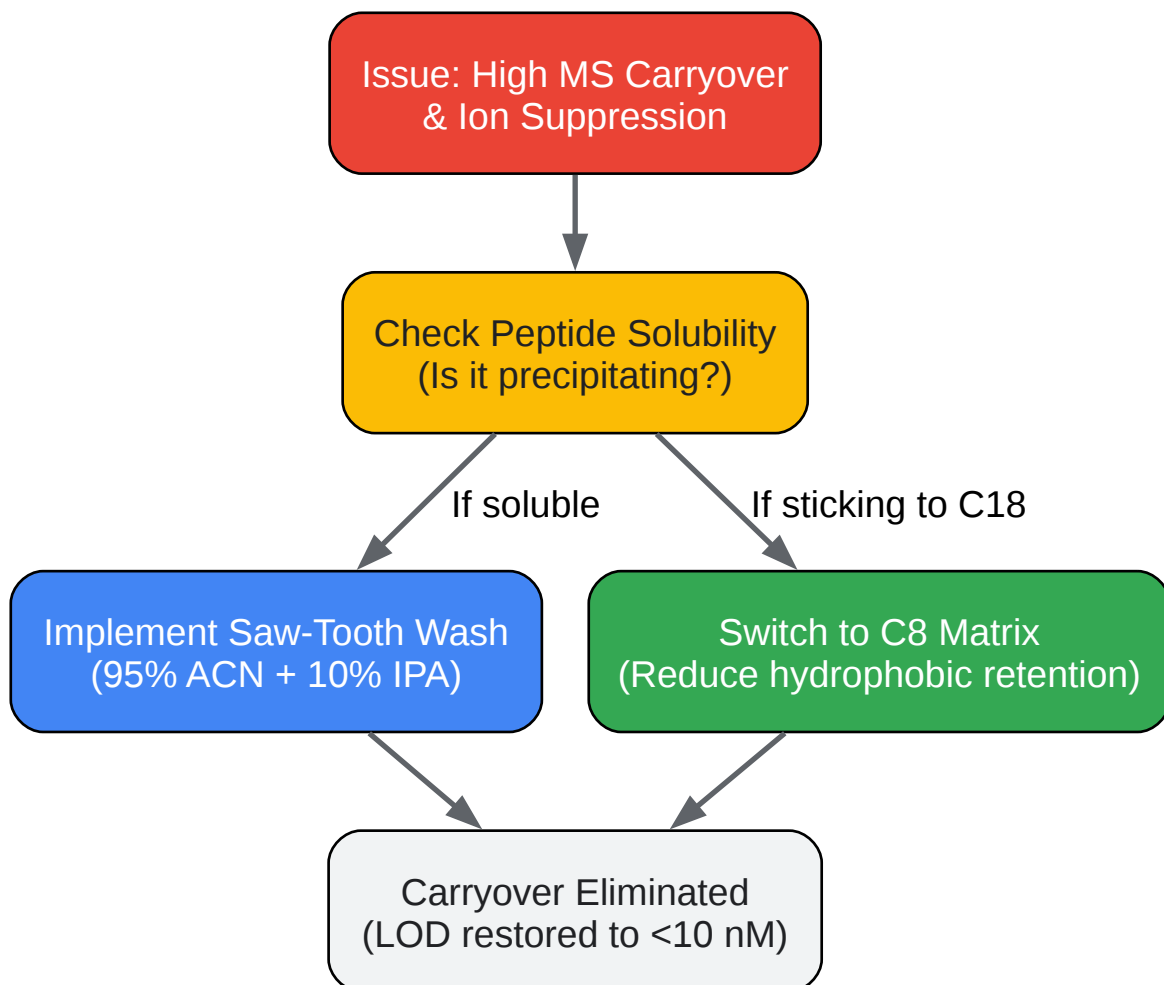 Issue: High MS Carryover
& Ion Suppression
Check Peptide Solubility
(Is it precipitating?)
If soluble
If sticking to C18
Implement Saw-Tooth Wash
(95% ACN + 10% IPA)
Switch to C8 Matrix
(Reduce hydrophobic retention)
Carryover Eliminated
(LOD restored to <10 nM)